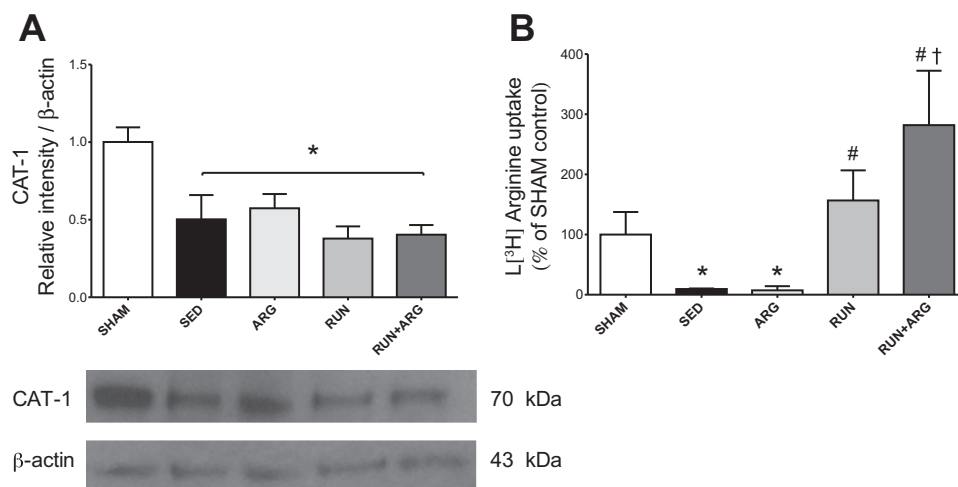 A
CAT-1
Relative intensity / β-actin
1.5
1.0
0.5
0.0
*
SHAM
SED
ARG
RUN
RUN+ARG
CAT-1
70 kDa
β-actin
43 kDa
B
L[³H] Arginine uptake
(% of SHAM control)
400
300
200
150
100
0
*
*
#
# †
SHAM
SED
ARG
RUN
RUN+ARG